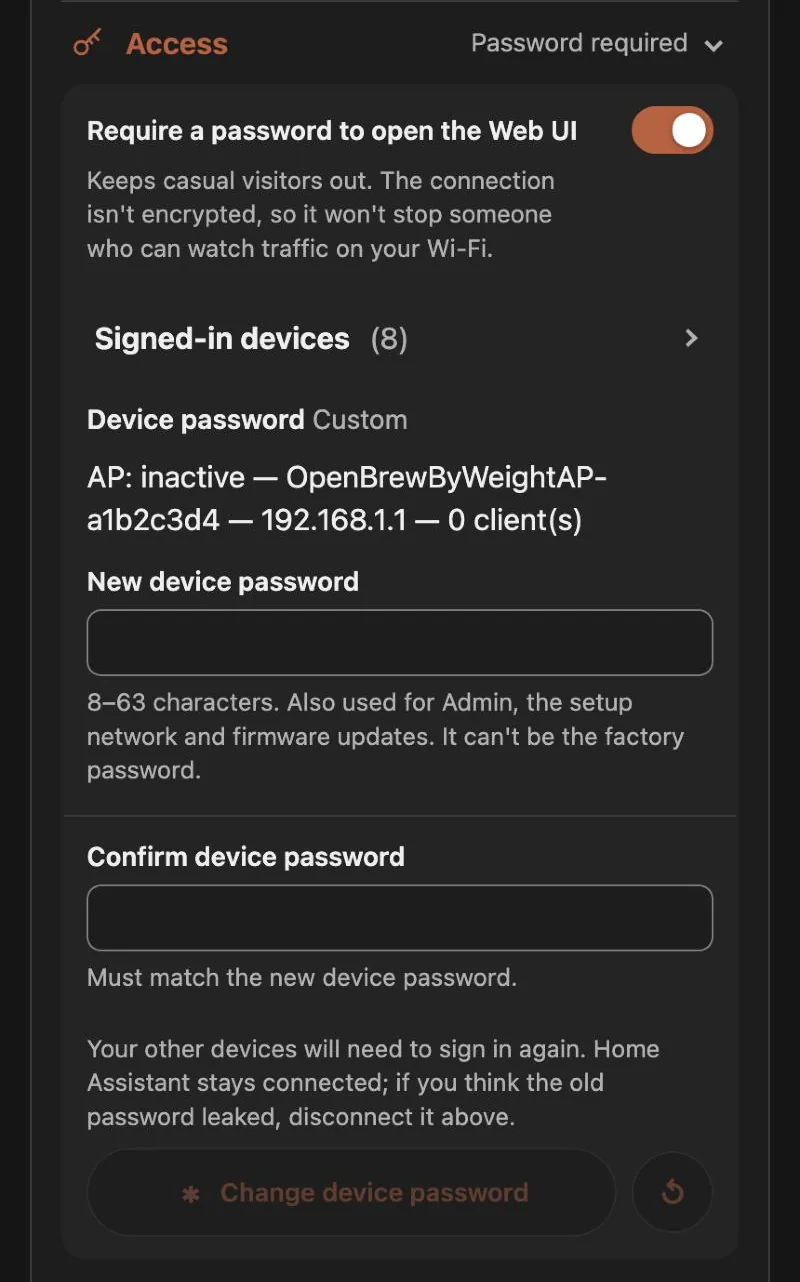 Access
Password required
Require a password to open the Web UI
Keeps casual visitors out. The connection
isn't encrypted, so it won't stop someone
who can watch traffic on your Wi-Fi.
Signed-in devices (8)
Device password Custom
AP: inactive — OpenBrewByWeightAP-
a1b2c3d4 — 192.168.1.1 — 0 client(s)
New device password
8–63 characters. Also used for Admin, the setup
network and firmware updates. It can't be the factory
password.
Confirm device password
Must match the new device password.
Your other devices will need to sign in again. Home
Assistant stays connected; if you think the old
password leaked, disconnect it above.
Change device password